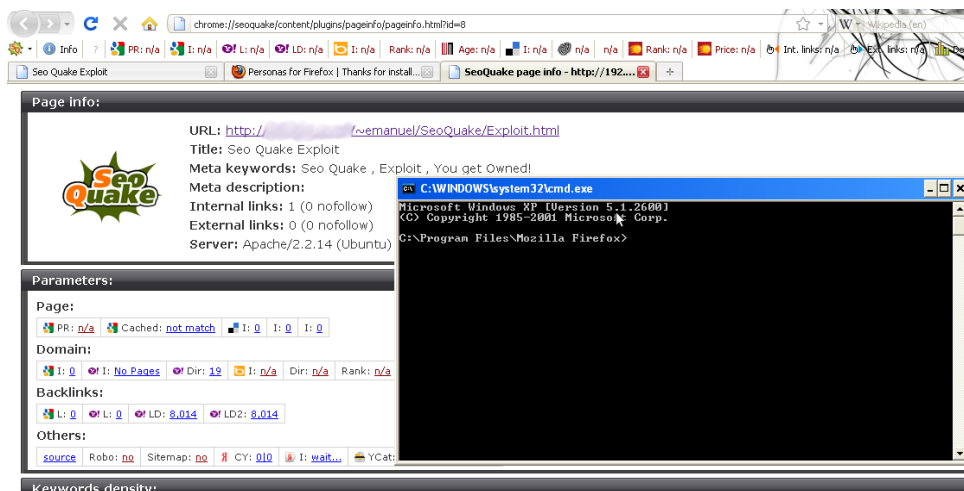 chrome://seoquake/content/plugins/pageinfo/pageinfo.html?id=8
W Wikipedia (en)
Info ? PR: n/a I: n/a L: n/a LD: n/a I: n/a Rank: n/a Age: n/a I: n/a n/a n/a Rank: n/a Price: n/a Int. links: n/a Ext. links: n/a
Seo Quake Exploit Personas for Firefox | Thanks for install... SeoQuake page info - http://192....
Page info:
Seo
Quake
URL: http:// /~emanuel/SeoQuake/Exploit.html
Title: Seo Quake Exploit
Meta keywords: Seo Quake , Exploit , You get Owned!
Meta description:
Internal links: 1 (0 nofollow)
External links: 0 (0 nofollow)
Server: Apache/2.2.14 (Ubuntu)
C:\WINDOWS\system32\cmd.exe
Microsoft Windows XP [Version 5.1.2600]
(C) Copyright 1985-2001 Microsoft Corp.
C:\Program Files\Mozilla Firefox>
Parameters:
Page:
PR: n/a Cached: not match I: 0 I: 0 I: 0
Domain:
I: 0 I: No Pages Dir: 19 I: n/a Dir: n/a Rank: n/a
Backlinks:
L: 0 L: 0 LD: 8,014 LD2: 8,014
Others:
source Robo: no Sitemap: no CY: 0|0 I: wait... YCat:
Keywords density: